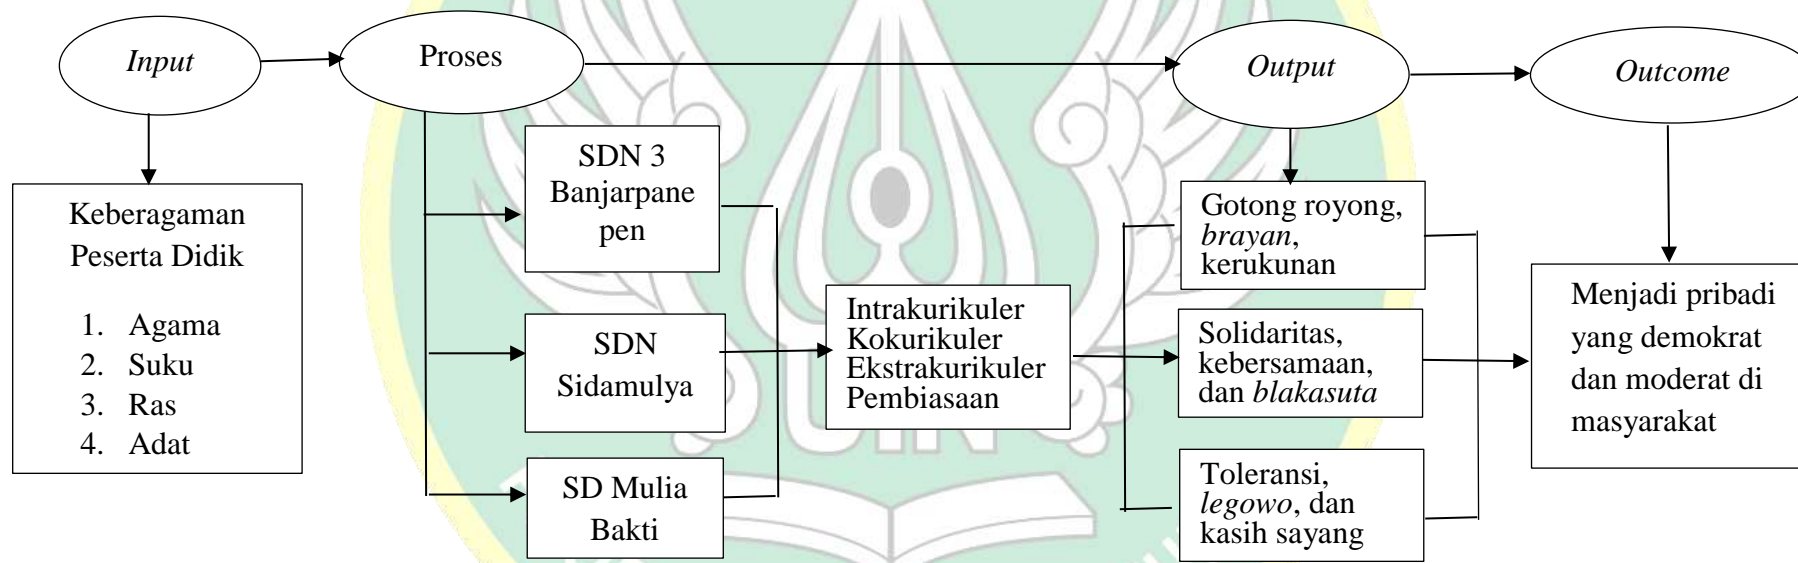 Input
Proses
Output
Outcome
Keberagaman
Peserta Didik
1. Agama
2. Suku
3. Ras
4. Adat
SDN 3
Banjarpane
pen
SDN
Sidamulya
SD Mulia
Bakti
Intrakurikuler
Kokurikuler
Ekstrakurikuler
Pembiasaan
Gotong royong,
brayan,
kerukunan
Solidaritas,
kebersamaan,
dan blakasuta
Toleransi,
legowo, dan
kasih sayang
Menjadi pribadi
yang demokrat
dan moderat di
masyarakat
UIN